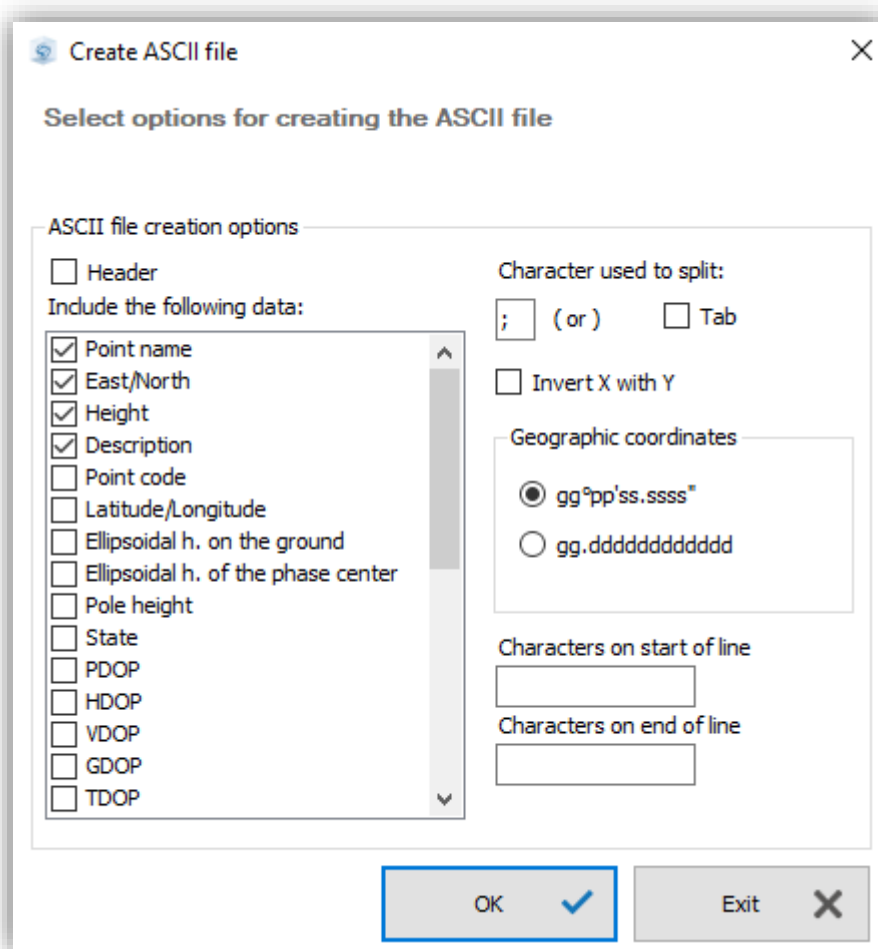 Create ASCII file
Select options for creating the ASCII file
ASCII file creation options
Header
Include the following data:
Point name
East/North
Height
Description
Point code
Latitude/Longitude
Ellipsoidal h. on the ground
Ellipsoidal h. of the phase center
Pole height
State
PDOP
HDOP
VDOP
GDOP
TDOP
Character used to split:
; ( or ) Tab
Invert X with Y
Geographic coordinates
gg°pp'ss.ssss"
gg.dddddddddddd
Characters on start of line
Characters on end of line
OK
Exit